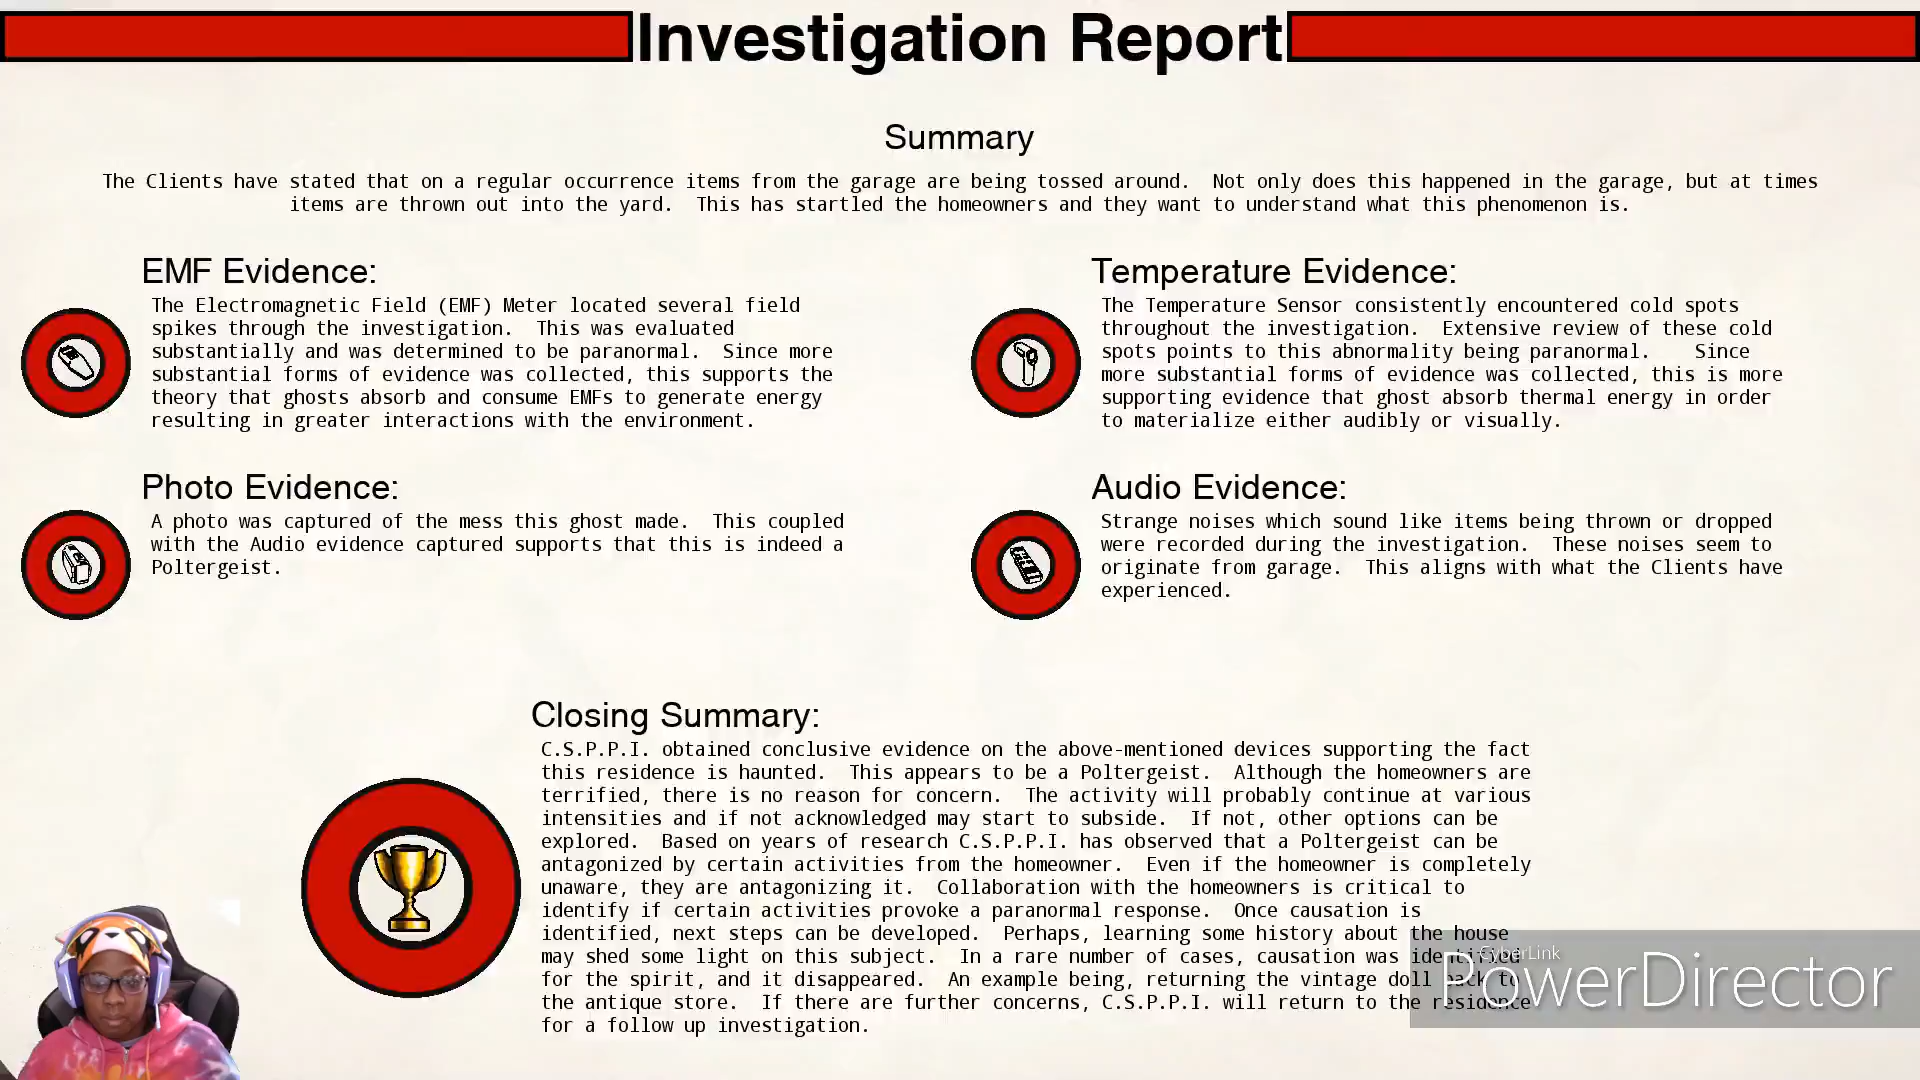 Investigation Report
Summary
The Clients have stated that on a regular occurrence items from the garage are being tossed around.  Not only does this happened in the garage, but at times
items are thrown out into the yard.  This has startled the homeowners and they want to understand what this phenomenon is.
EMF Evidence:
The Electromagnetic Field (EMF) Meter located several field
spikes through the investigation.  This was evaluated
substantially and was determined to be paranormal.  Since more
substantial forms of evidence was collected, this supports the
theory that ghosts absorb and consume EMFs to generate energy
resulting in greater interactions with the environment.
Temperature Evidence:
The Temperature Sensor consistently encountered cold spots
throughout the investigation.  Extensive review of these cold
spots points to this abnormality being paranormal.    Since
more substantial forms of evidence was collected, this is more
supporting evidence that ghost absorb thermal energy in order
to materialize either audibly or visually.
Photo Evidence:
A photo was captured of the mess this ghost made.  This coupled
with the Audio evidence captured supports that this is indeed a
Poltergeist.
Audio Evidence:
Strange noises which sound like items being thrown or dropped
were recorded during the investigation.  These noises seem to
originate from garage.  This aligns with what the Clients have
experienced.
Closing Summary:
C.S.P.P.I. obtained conclusive evidence on the above-mentioned devices supporting the fact
this residence is haunted.  This appears to be a Poltergeist.  Although the homeowners are
terrified, there is no reason for concern.  The activity will probably continue at various
intensities and if not acknowledged may start to subside.  If not, other options can be
explored.  Based on years of research C.S.P.P.I. has observed that a Poltergeist can be
antagonized by certain activities from the homeowner.  Even if the homeowner is completely
unaware, they are antagonizing it.  Collaboration with the homeowners is critical to
identify if certain activities provoke a paranormal response.  Once causation is
identified, next steps can be developed.  Perhaps, learning some history about the house
may shed some light on this subject.  In a rare number of cases, causation was identified
for the spirit, and it disappeared.  An example being, returning the vintage doll back to
the antique store.  If there are further concerns, C.S.P.P.I. will return to the residence
for a follow up investigation.
CyberLink
PowerDirector